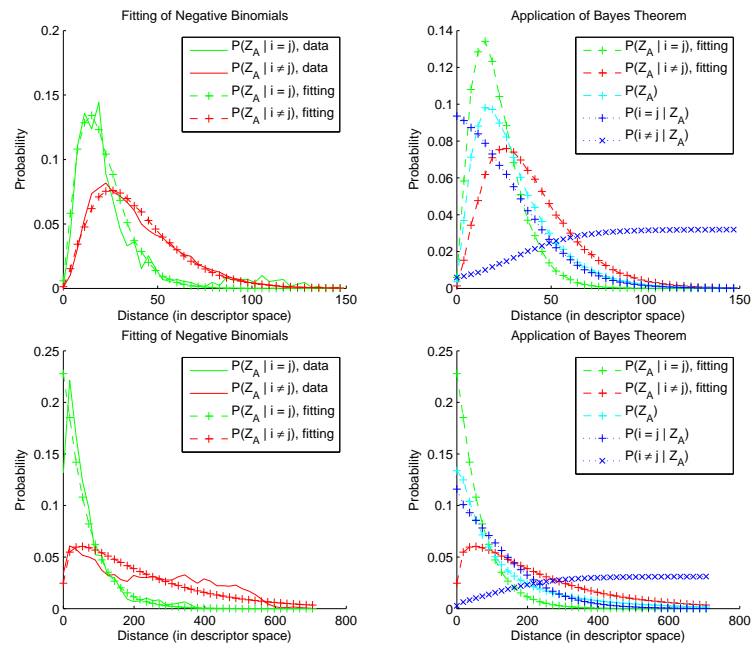 Fitting of Negative Binomials
0.2
0.15
0.1
0.05
0
0
50
100
150
Probability
Distance (in descriptor space)
P(Z_A | i = j), data
P(Z_A | i ≠ j), data
P(Z_A | i = j), fitting
P(Z_A | i ≠ j), fitting
Application of Bayes Theorem
0.14
0.12
0.1
0.08
0.06
0.04
0.02
0
0
50
100
150
Probability
Distance (in descriptor space)
P(Z_A | i = j), fitting
P(Z_A | i ≠ j), fitting
P(Z_A)
P(i = j | Z_A)
P(i ≠ j | Z_A)
Fitting of Negative Binomials
0.25
0.2
0.15
0.1
0.05
0
0
200
400
600
800
Probability
Distance (in descriptor space)
P(Z_A | i = j), data
P(Z_A | i ≠ j), data
P(Z_A | i = j), fitting
P(Z_A | i ≠ j), fitting
Application of Bayes Theorem
0.25
0.2
0.15
0.1
0.05
0
0
200
400
600
800
Probability
Distance (in descriptor space)
P(Z_A | i = j), fitting
P(Z_A | i ≠ j), fitting
P(Z_A)
P(i = j | Z_A)
P(i ≠ j | Z_A)